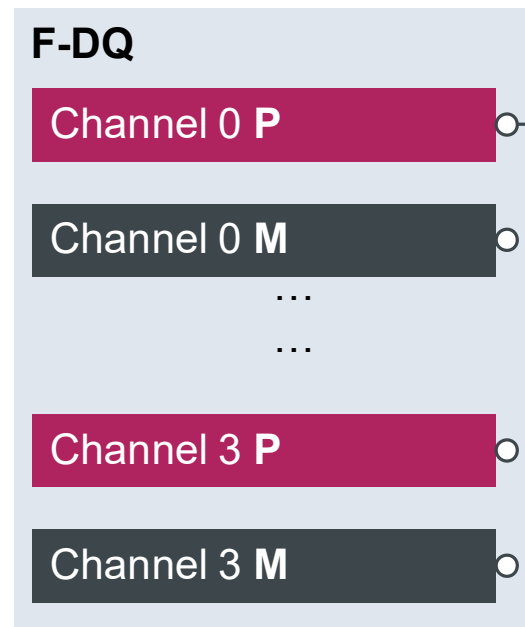 F-DQ
Channel 0 P
Channel 0 M
...
...
Channel 3 P
Channel 3 M